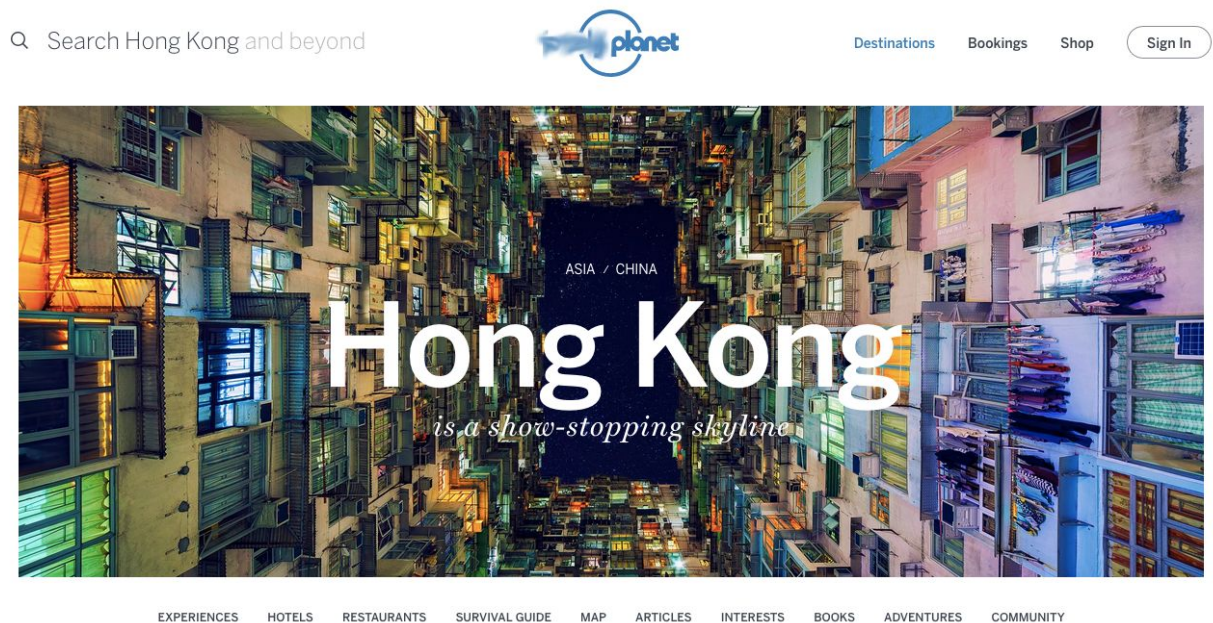 Search Hong Kong and beyond
planet
Destinations Bookings Shop Sign In
ASIA / CHINA
Hong Kong
is a show-stopping skyline
EXPERIENCES HOTELS RESTAURANTS SURVIVAL GUIDE MAP ARTICLES INTERESTS BOOKS ADVENTURES COMMUNITY